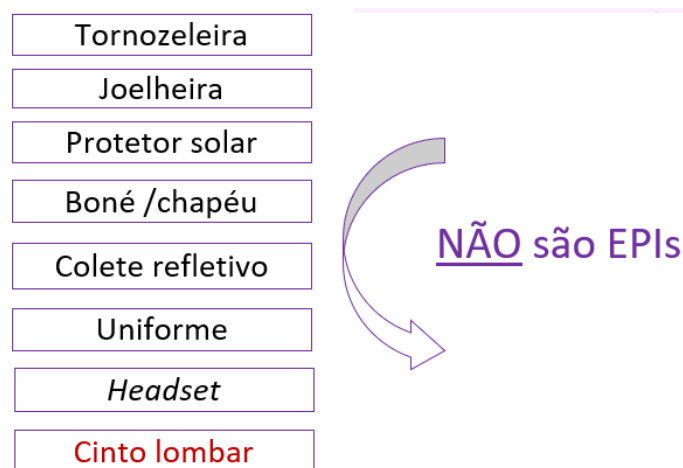 Tornozeleira
Joelheira
Protetor solar
Boné /chapéu
Colete refletivo
Uniforme
Headset
Cinto lombar
NÃO são EPIs